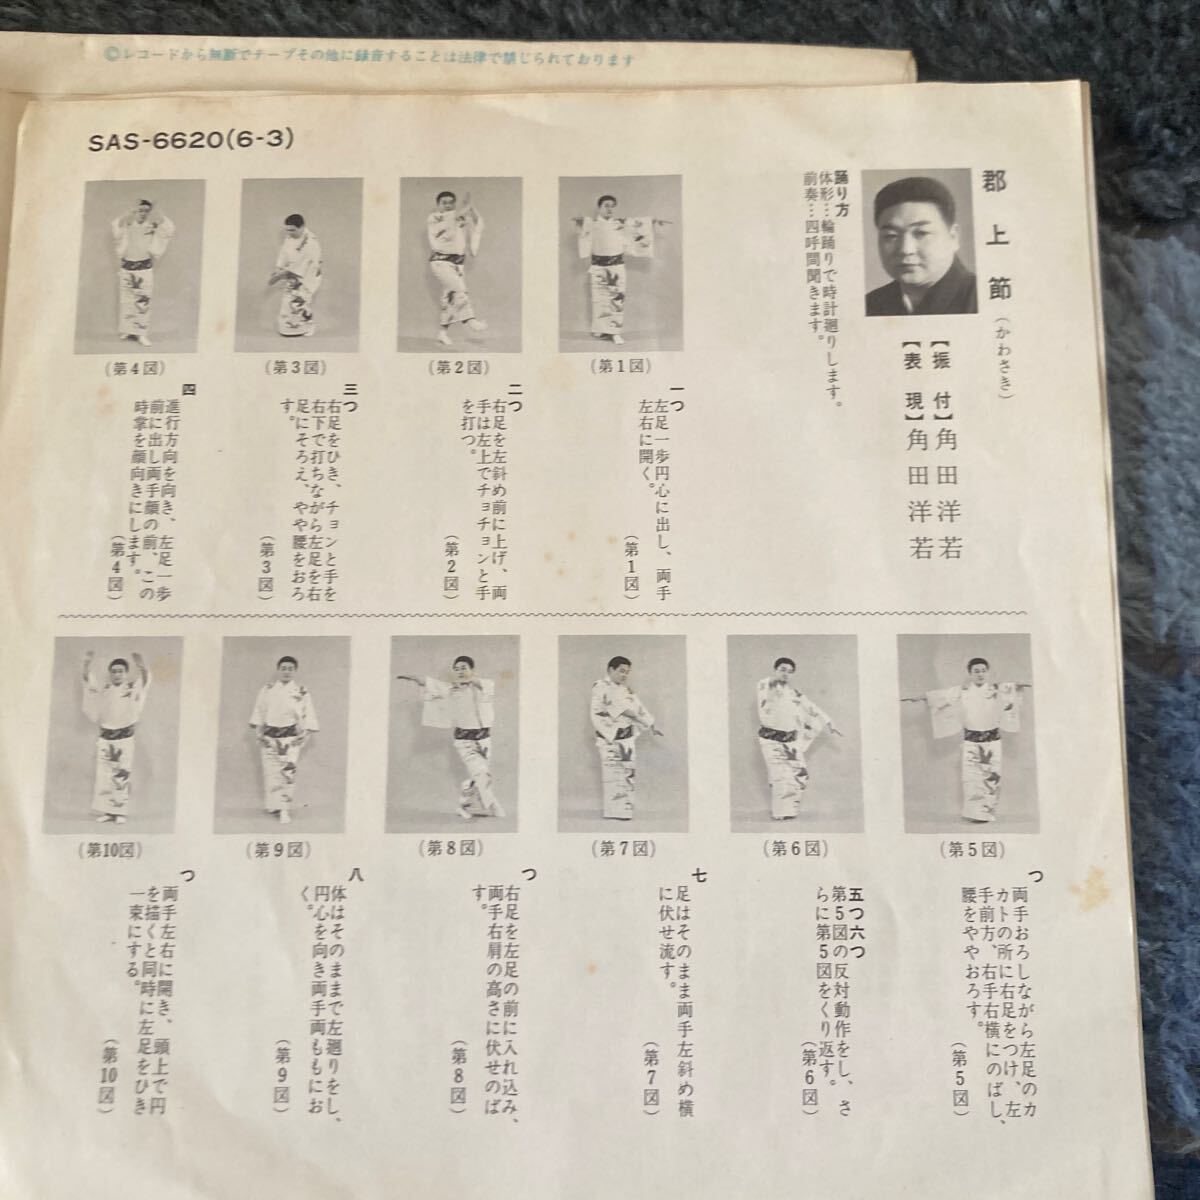 ©レコードから無断でテープその他に録音することは法律で禁じられております
SAS-6620(6-3)
郡上節（かわさき）
【振付】角田洋若
【表現】角田洋若
踊り方
体形…輪踊りで時計廻りします。
前奏…四呼間聞きます。
(第1図)
(第2図)
(第3図)
(第4図)
一つ
左足一歩円心に出し、両手
左右に開く。
(第1図)
二つ
右足を左斜め前に上げ、両
手は左上でチョチョンと手
を打つ。
(第2図)
三つ
右足をひき、チョンと手を
右下で打ちながら左足を右
足にそろえ、やや腰をおろ
す。
(第3図)
四
進行方向を向き、左足一歩
前に出し両手顔の前、この
時掌を顔向きにします。
(第4図)
(第5図)
(第6図)
(第7図)
(第8図)
(第9図)
(第10図)
つ
両手おろしながら左足のカ
カトの所に右足をつけ、左
手前方、右手右横にのばし、
腰をややおろす。
(第5図)
五つ六つ
第5図の反対動作をし、さ
らに第5図をくり返す。
(第6図)
七
足はそのまま両手左斜め横
に伏せ流す。
(第7図)
つ
右足を左足の前に入れ込み、
両手右肩の高さに伏せのば
す。
(第8図)
八
体はそのままで左廻りをし、
円心を向き両手両ももにお
く。
(第9図)
つ
両手左右に開き、頭上で円
を描くと同時に左足をひき
一束にする。
(第10図)